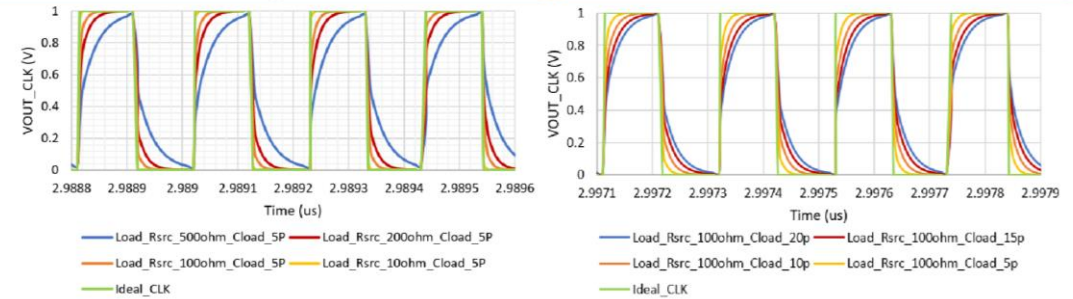 VOUT_CLK (V)
1
0.8
0.6
0.4
0.2
0
2.9888 2.9889 2.989 2.9891 2.9892 2.9893 2.9894 2.9895 2.9896
Time (us)
Load_Rsrc_500ohm_Cload_5P Load_Rsrc_200ohm_Cload_5P
Load_Rsrc_100ohm_Cload_5P Load_Rsrc_10ohm_Cload_5P
Ideal_CLK
VOUT_CLK (V)
1
0.8
0.6
0.4
0.2
0
2.9971 2.9972 2.9973 2.9974 2.9975 2.9976 2.9977 2.9978 2.9979
Time (us)
Load_Rsrc_100ohm_Cload_20p Load_Rsrc_100ohm_Cload_15p
Load_Rsrc_100ohm_Cload_10p Load_Rsrc_100ohm_Cload_5p
Ideal_CLK